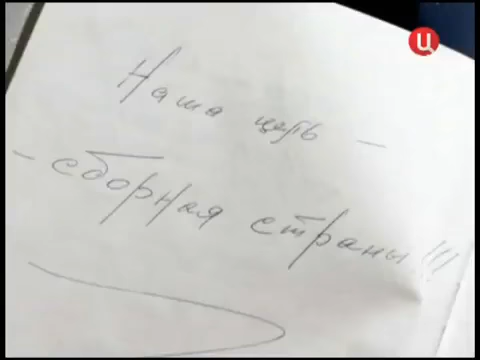 Ц
Наша цель –
– сборная страны!!!